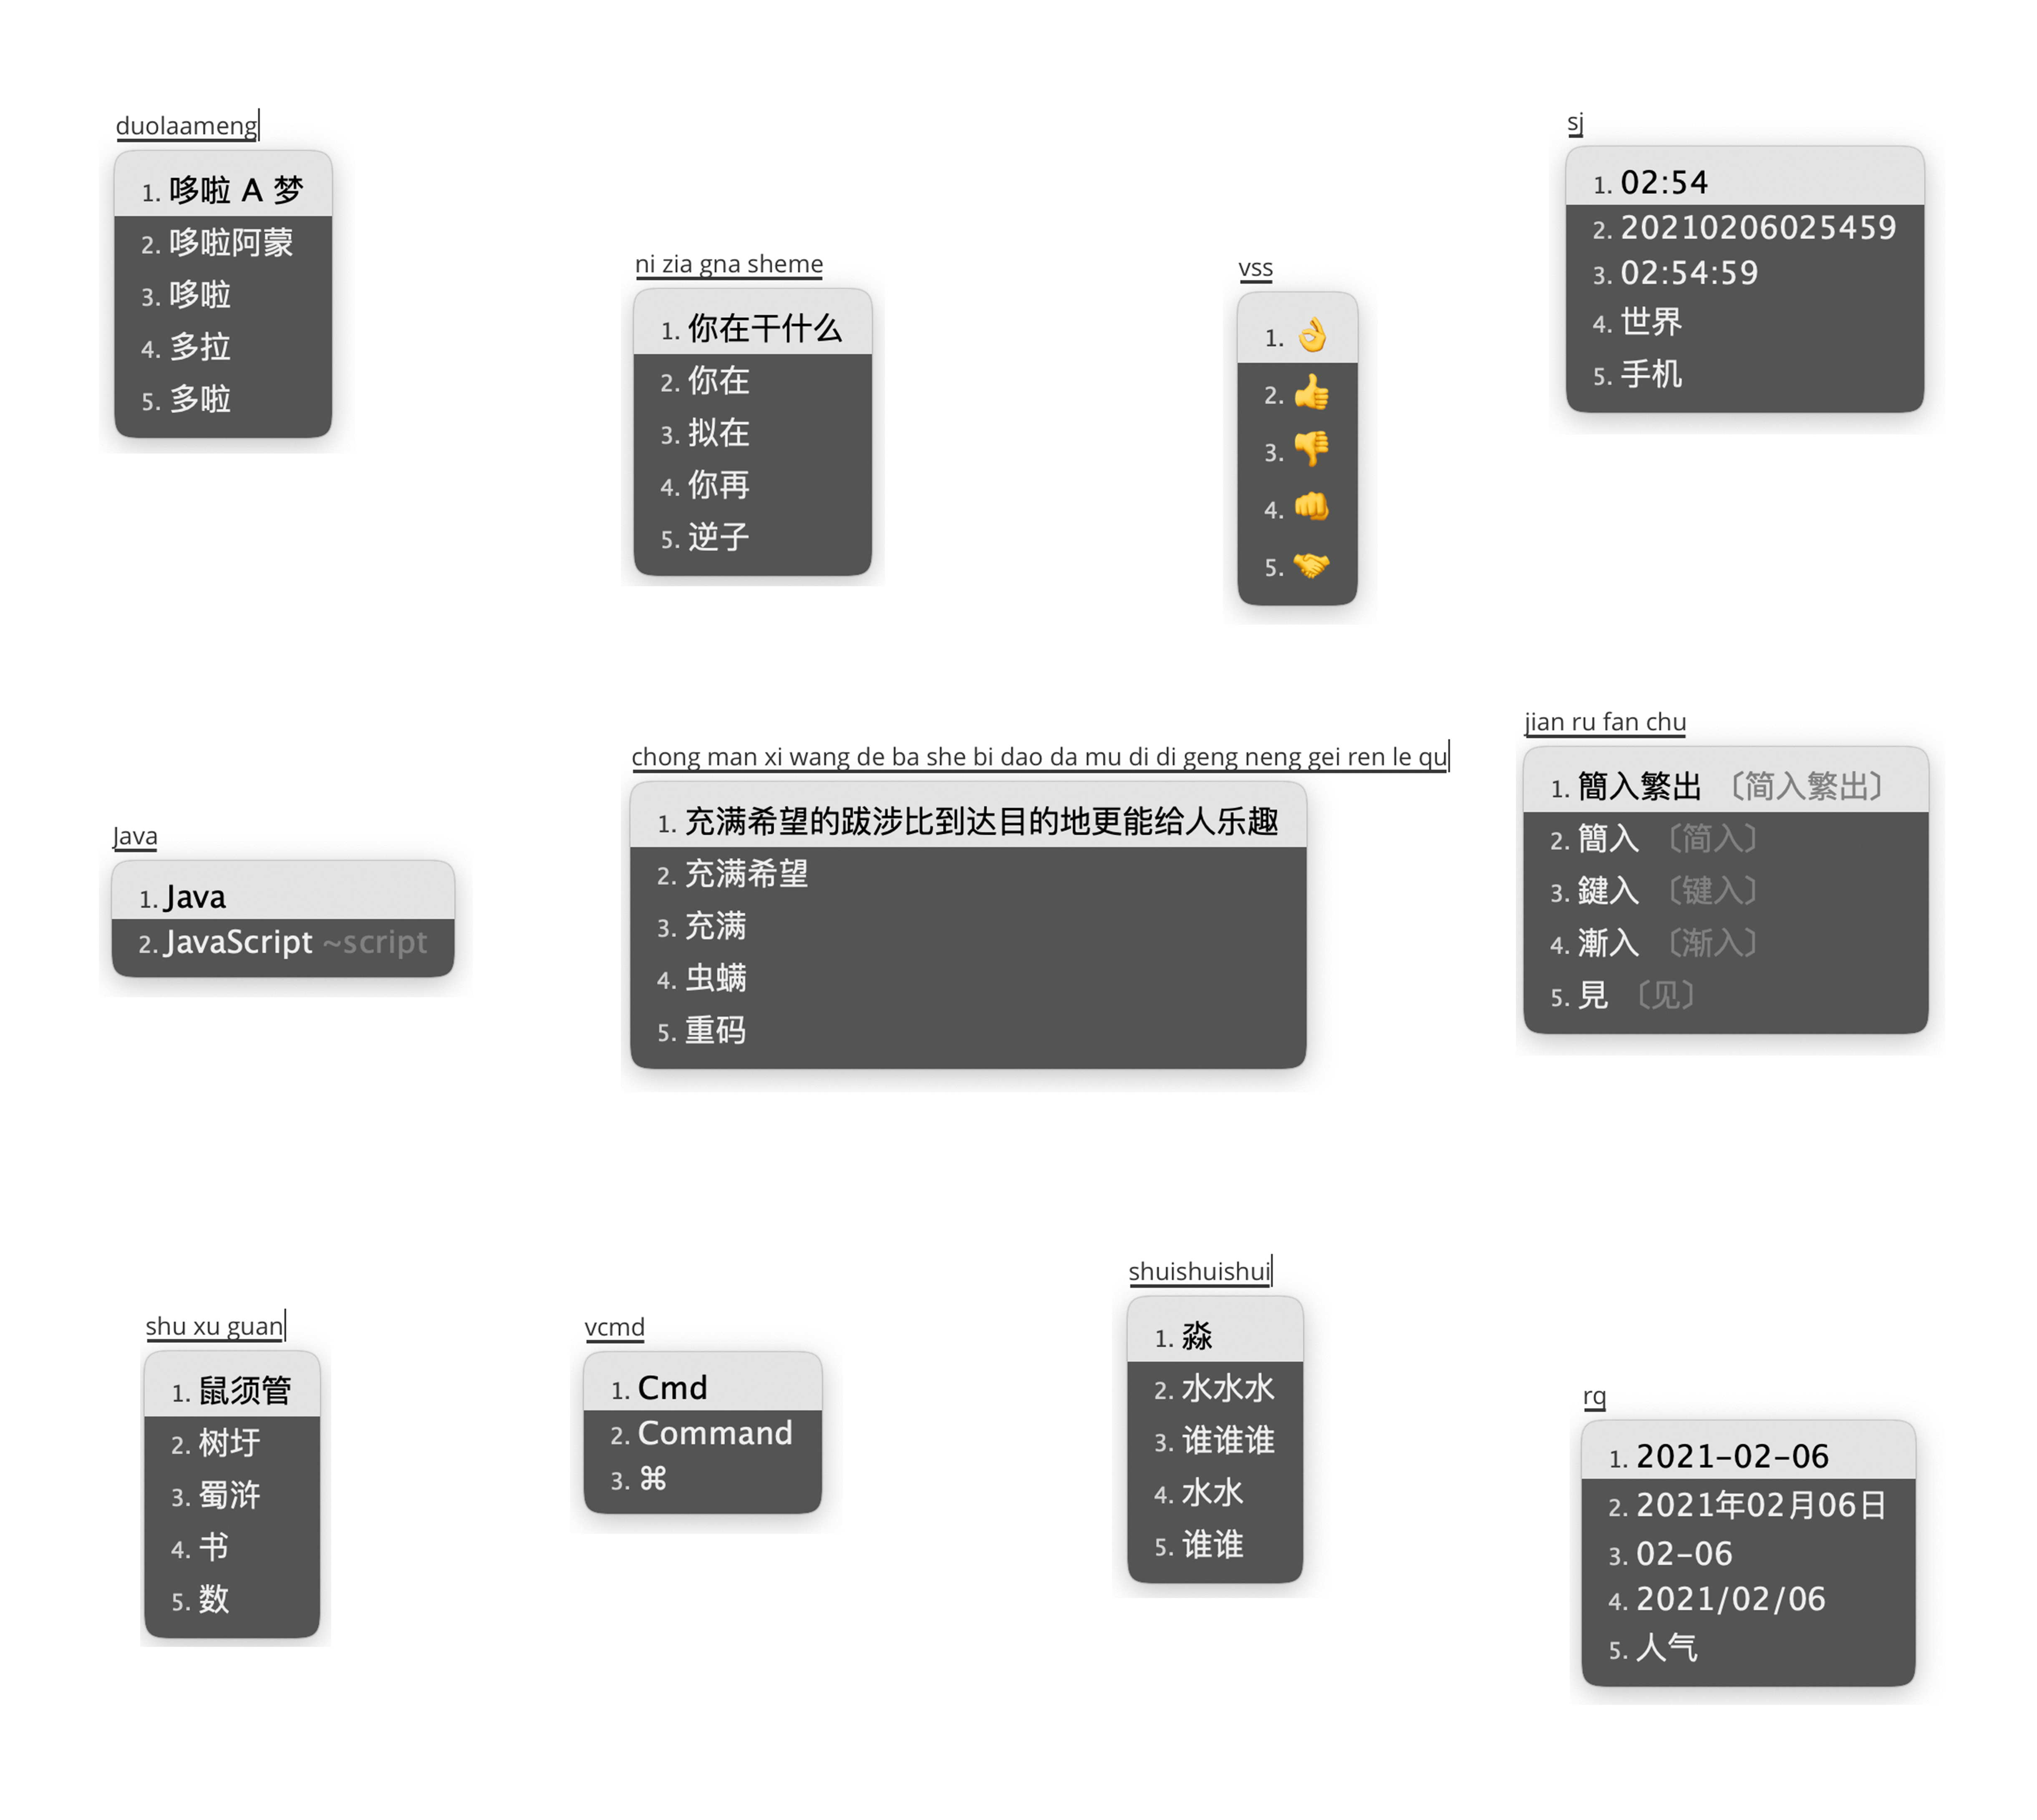 duolaameng
1. 哆啦 A 梦
2. 哆啦阿蒙
3. 哆啦
4. 多拉
5. 多啦
ni zia gna sheme
1. 你在干什么
2. 你在
3. 拟在
4. 你再
5. 逆子
vss
1. 👌
2. 👍
3. 👎
4. 👊
5. 🤝
sj
1. 02:54
2. 20210206025459
3. 02:54:59
4. 世界
5. 手机
Java
1. Java
2. JavaScript ~script
chong man xi wang de ba she bi dao da mu di di geng neng gei ren le qu
1. 充满希望的跋涉比到达目的地更能给人乐趣
2. 充满希望
3. 充满
4. 虫螨
5. 重码
jian ru fan chu
1. 簡入繁出 〔简入繁出〕
2. 簡入 〔简入〕
3. 鍵入 〔键入〕
4. 漸入 〔渐入〕
5. 見 〔见〕
shu xu guan
1. 鼠须管
2. 树圩
3. 蜀浒
4. 书
5. 数
vcmd
1. Cmd
2. Command
3. ⌘
shuishuishui
1. 淼
2. 水水水
3. 谁谁谁
4. 水水
5. 谁谁
rq
1. 2021-02-06
2. 2021年02月06日
3. 02-06
4. 2021/02/06
5. 人气